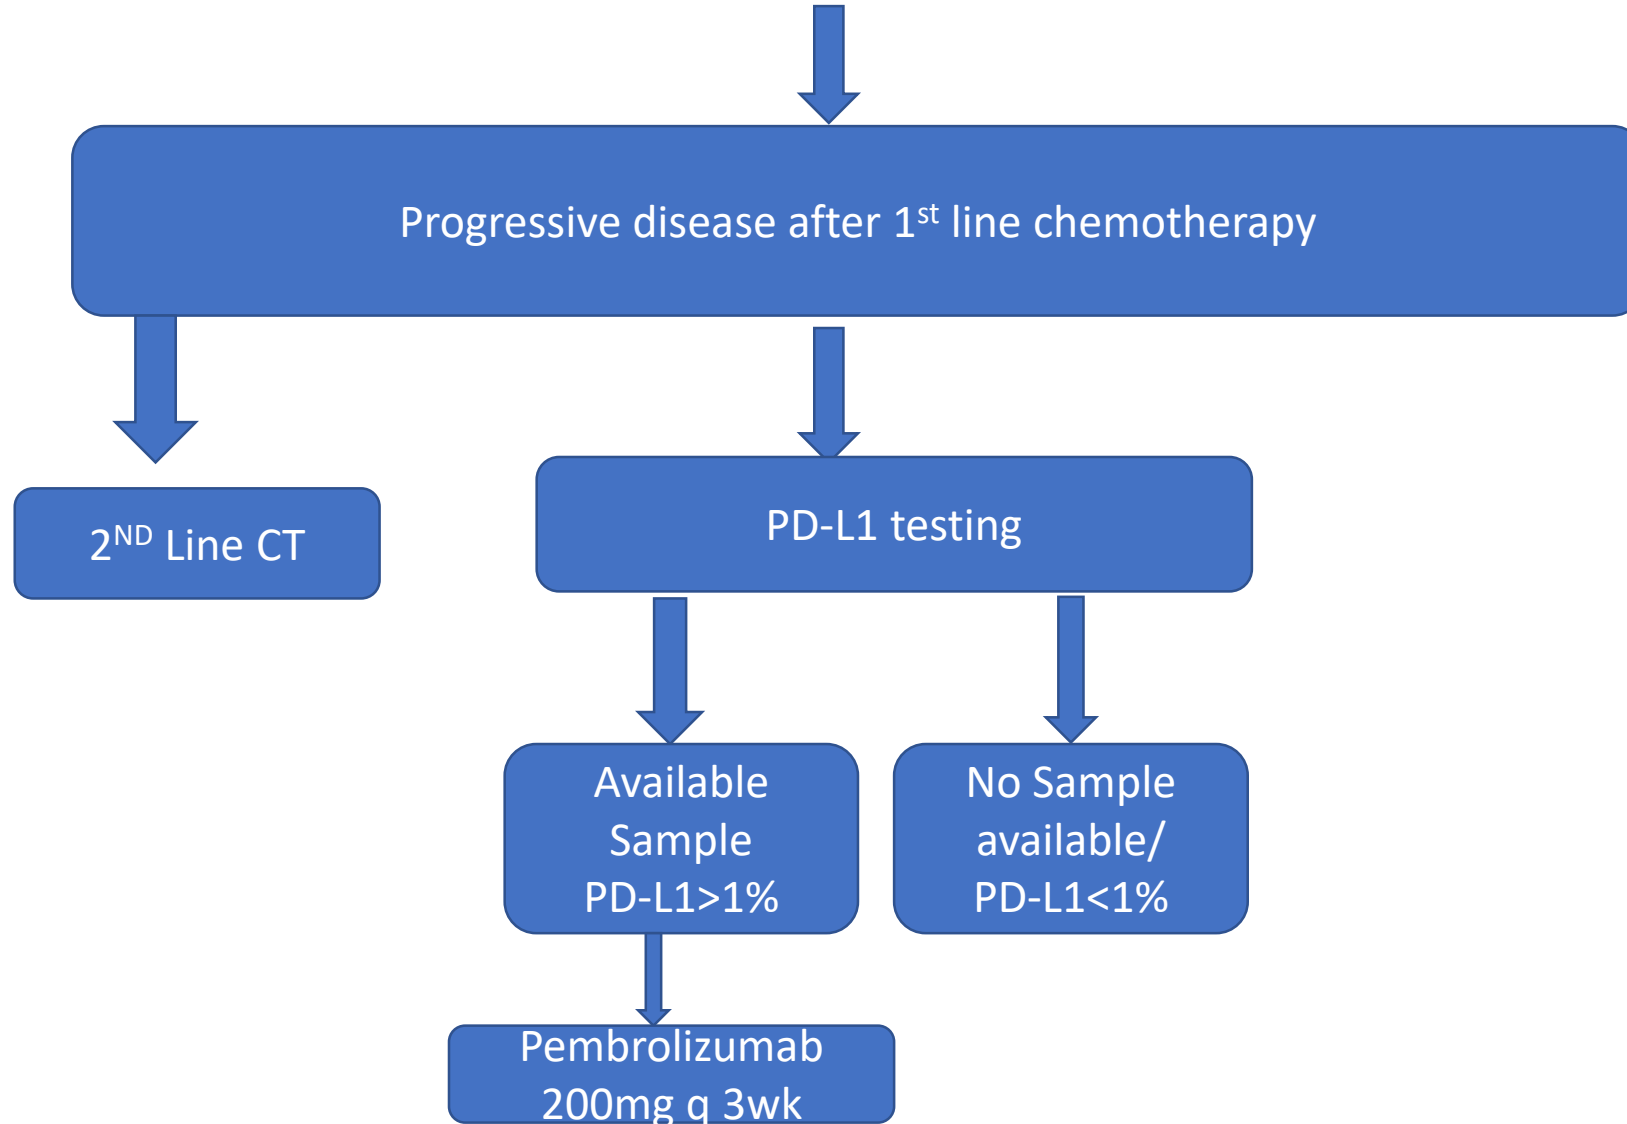 Progressive disease after 1st line chemotherapy
2ND Line CT
PD-L1 testing
Available
Sample
PD-L1>1%
No Sample
available/
PD-L1<1%
Pembrolizumab
200mg q 3wk